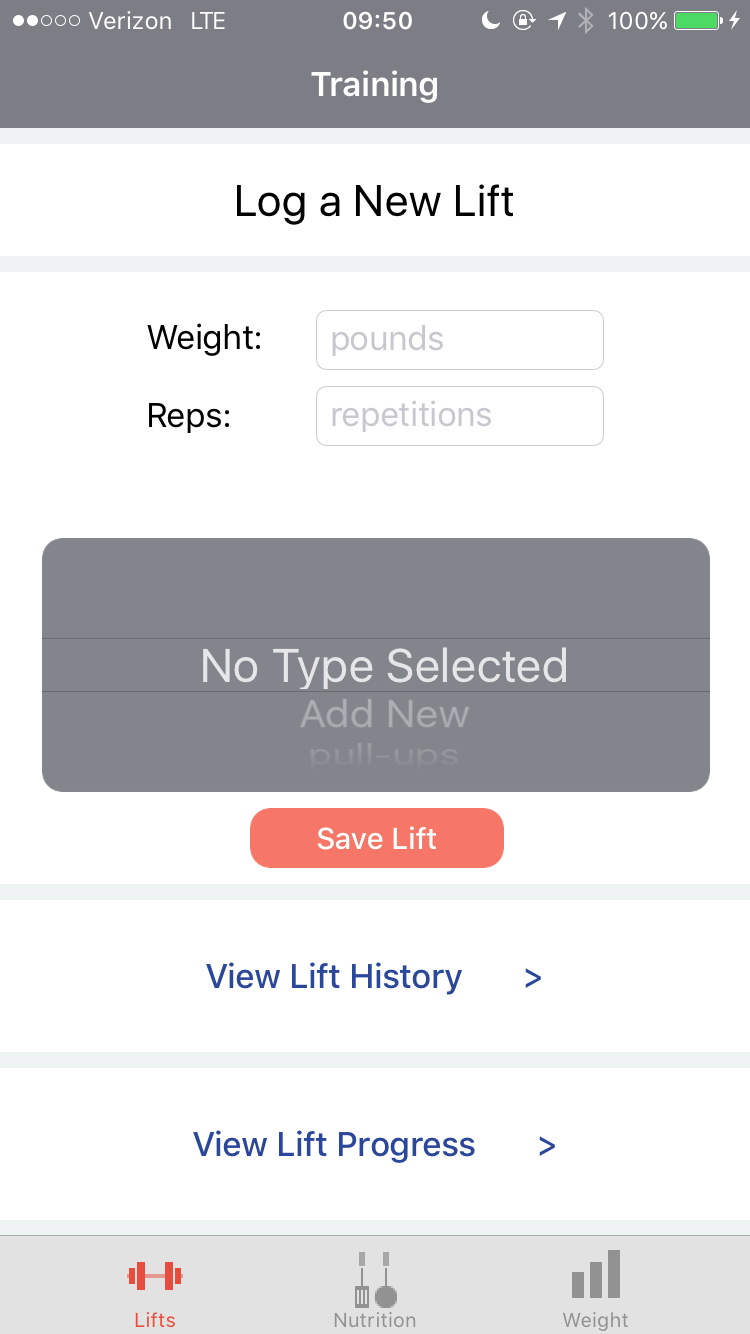 Verizon LTE 09:50 100%
Training
Log a New Lift
Weight: pounds
Reps: repetitions
No Type Selected
Add New
pull-ups
Save Lift
View Lift History >
View Lift Progress >
Lifts Nutrition Weight